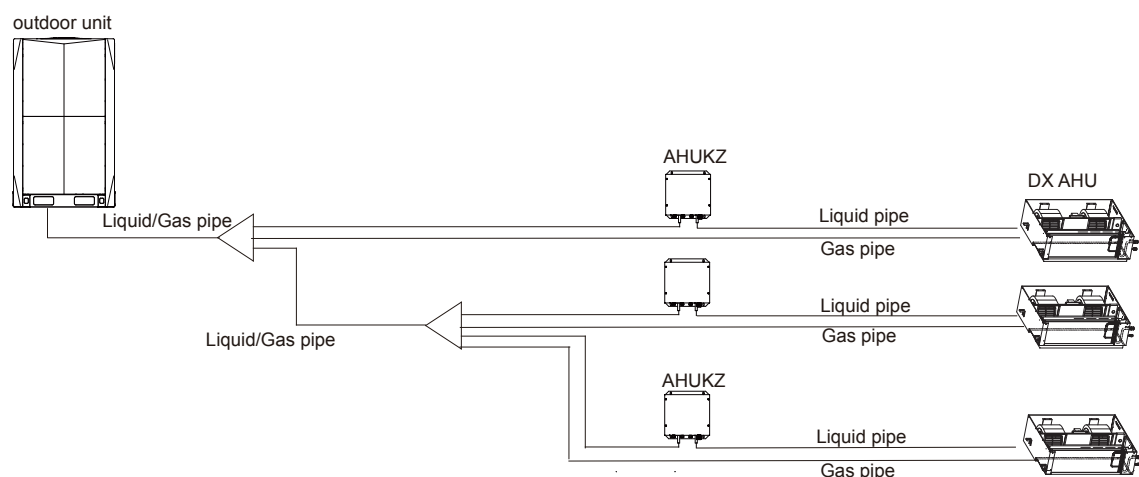 outdoor unit
AHUKZ
DX AHU
Liquid/Gas pipe
Liquid pipe
Gas pipe
Liquid pipe
Liquid/Gas pipe
Gas pipe
AHUKZ
Liquid pipe
Gas pipe